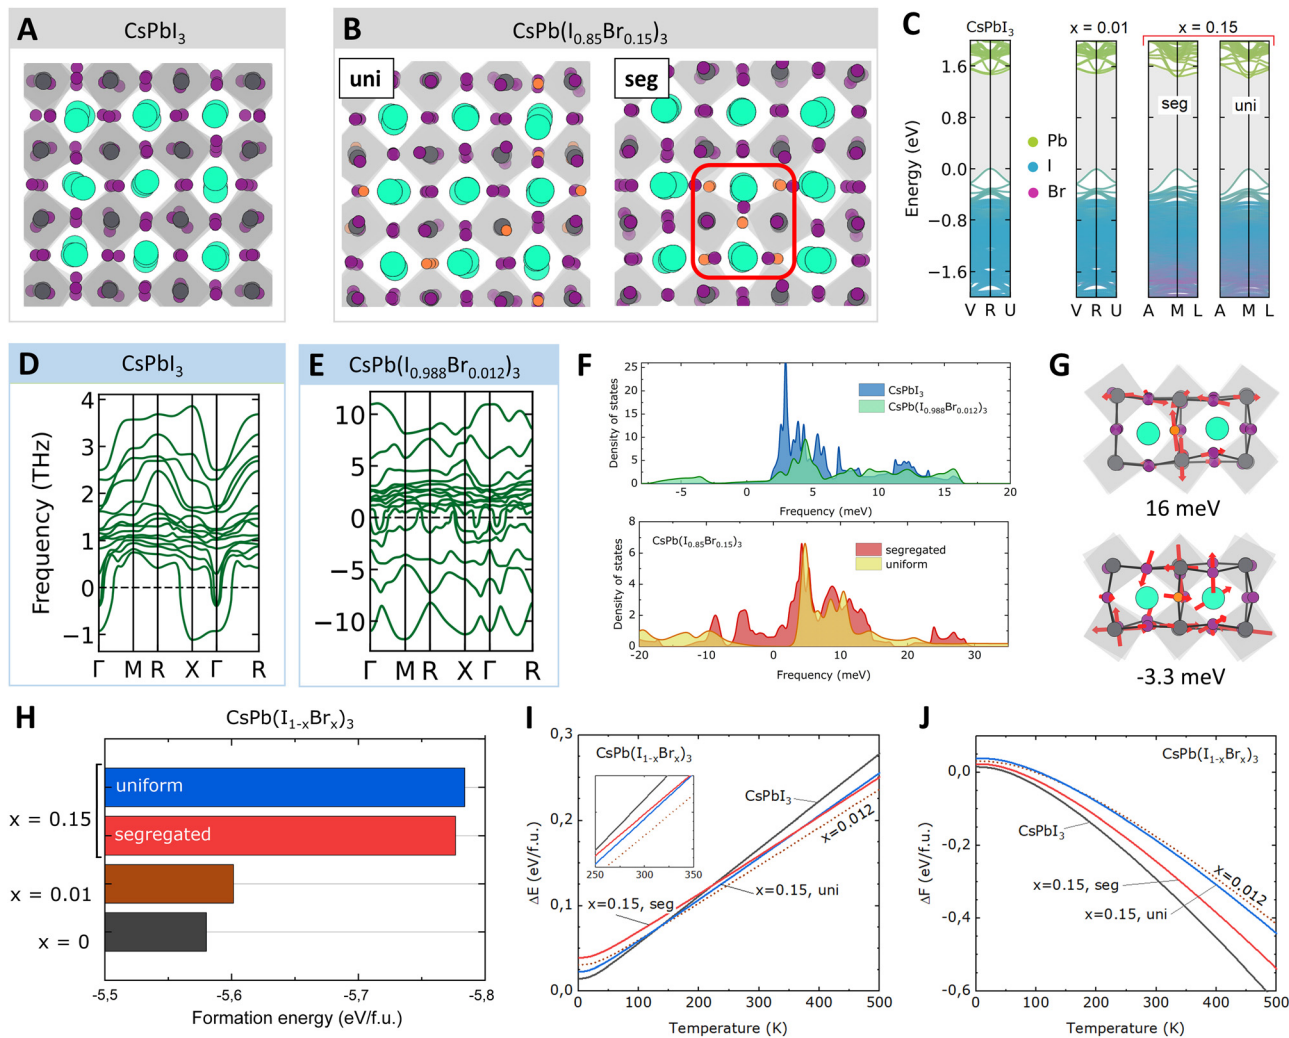 A
CsPbI3
B
CsPb(I0.85Br0.15)3
uni
seg
C
CsPbI3
x = 0.01
x = 0.15
Energy (eV)
1.6
0.0
−0.8
−1.6
Pb
I
Br
seg
uni
V R U
V R U
A M L
A M L
D
CsPbI3
Frequency (THz)
4
3
2
1
0
−1
Γ M R X Γ R
E
CsPb(I0.988Br0.012)3
10
5
0
−5
−10
Γ M R X Γ R
F
Density of states
25
20
15
10
5
0
CsPbI3
CsPb(I0.988Br0.012)3
-5 0 5 10 15 20
Frequency (meV)
Density of states
8
6
4
2
0
CsPb(I0.85Br0.15)3
segregated
uniform
-20 -10 0 10 20 30
Frequency (meV)
G
16 meV
-3.3 meV
H
CsPb(I1-xBrx)3
uniform
segregated
x = 0.15
x = 0.01
x = 0
-5,5 -5,6 -5,7 -5,8
Formation energy (eV/f.u.)
I
ΔE (eV/f.u.)
0,3
0,2
0,1
0,0
CsPb(I1-xBrx)3
250 300 350
CsPbI3
x=0.012
x=0.15, uni
x=0.15, seg
0 100 200 300 400 500
Temperature (K)
J
ΔF (eV/f.u.)
0,0
-0,2
-0,4
-0,6
CsPb(I1-xBrx)3
CsPbI3
x=0.15, seg
x=0.15, uni
x=0.012
0 100 200 300 400 500
Temperature (K)